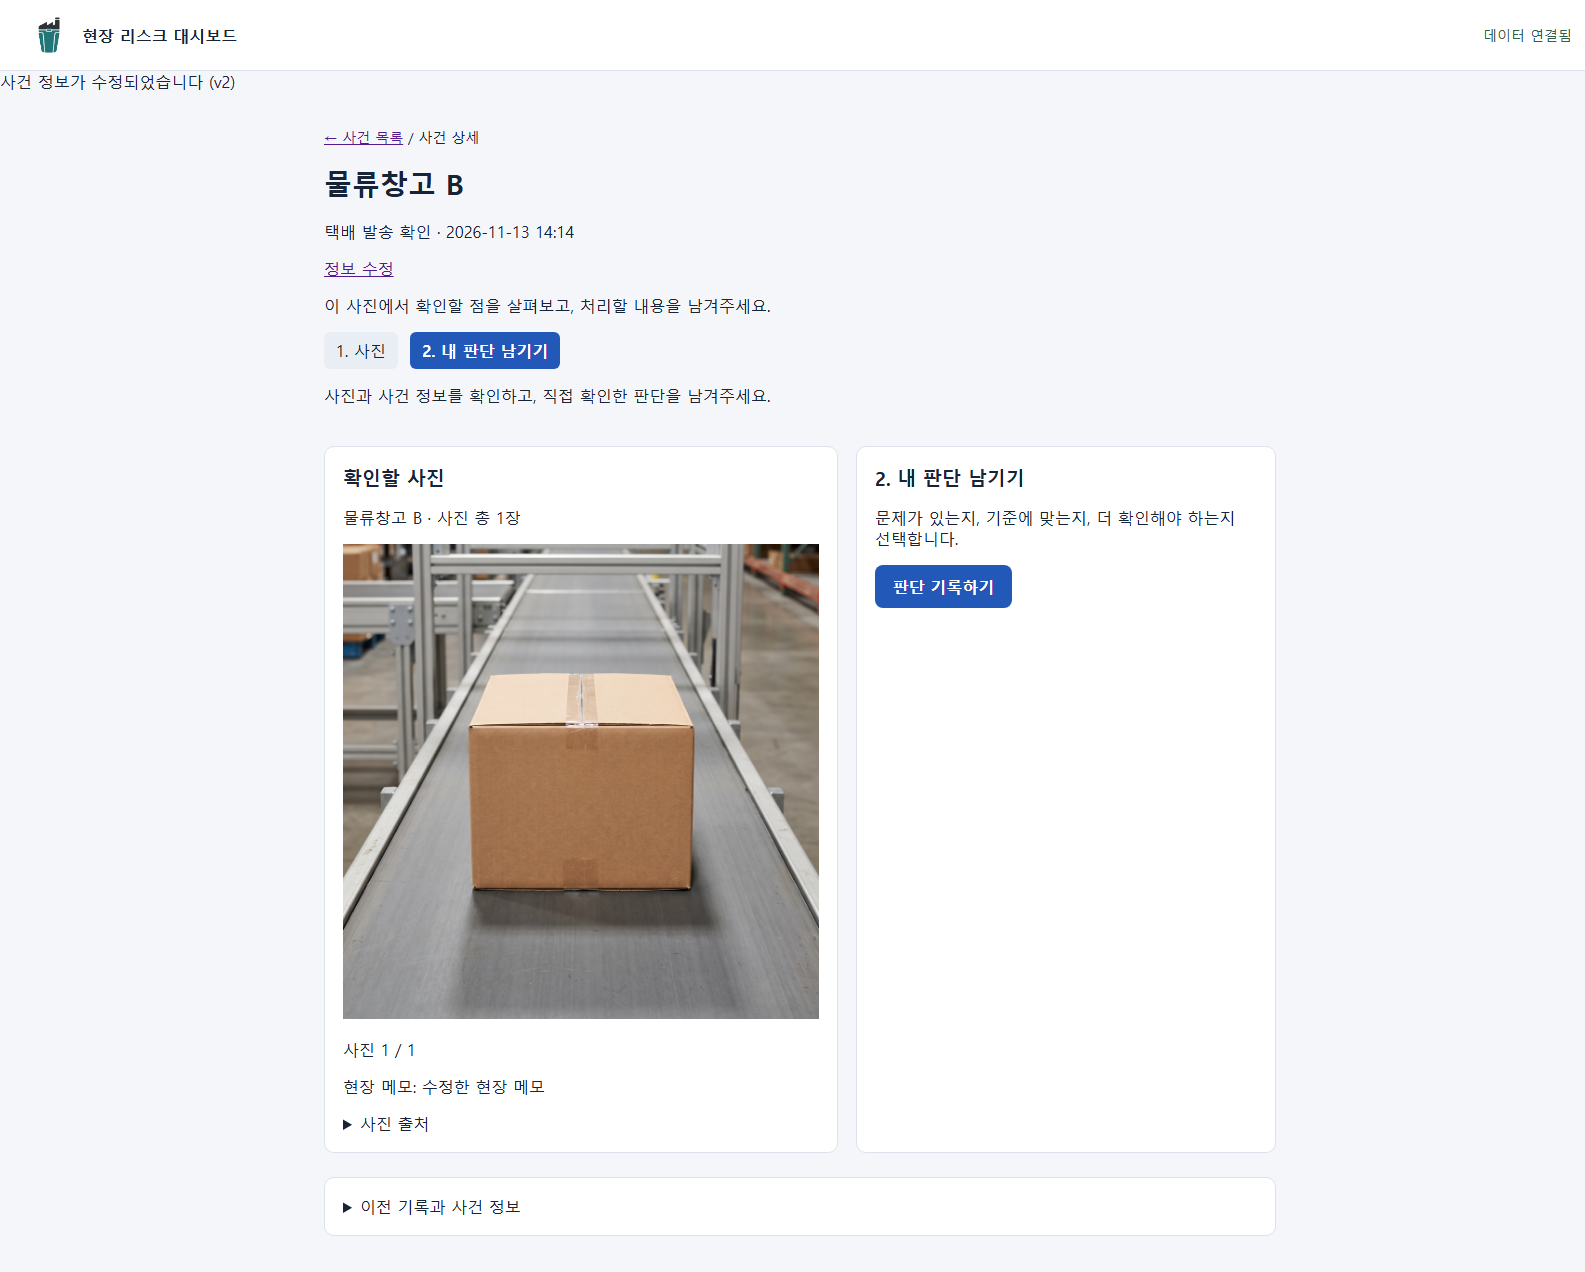 현장 리스크 대시보드
데이터 연결됨
사건 정보가 수정되었습니다 (v2)
← 사건 목록 / 사건 상세
물류창고 B
택배 발송 확인 · 2026-11-13 14:14
정보 수정
이 사진에서 확인할 점을 살펴보고, 처리할 내용을 남겨주세요.
1. 사진
2. 내 판단 남기기
사진과 사건 정보를 확인하고, 직접 확인한 판단을 남겨주세요.
확인할 사진
물류창고 B · 사진 총 1장
사진 1 / 1
현장 메모: 수정한 현장 메모
▶ 사진 출처
2. 내 판단 남기기
문제가 있는지, 기준에 맞는지, 더 확인해야 하는지
선택합니다.
판단 기록하기
▶ 이전 기록과 사건 정보